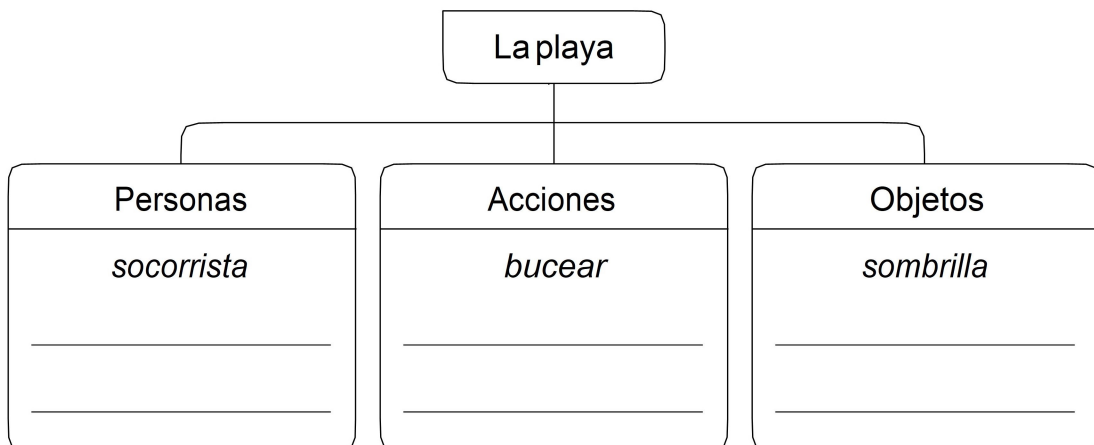 La playa
Personas
Acciones
Objetos
socorrista
bucear
sombrilla